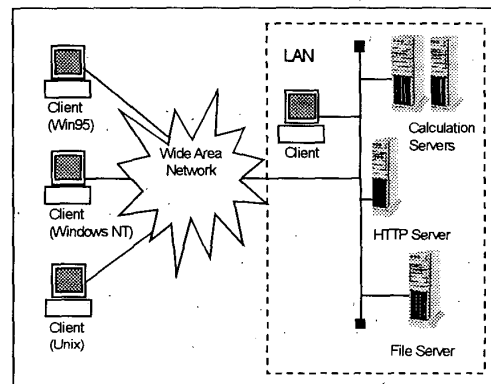 Client
(Win95)
Client
(Windows NT)
Client
(Unix)
Wide Area
Network
LAN
Client
Calculation
Servers
HTTP Server
File Server